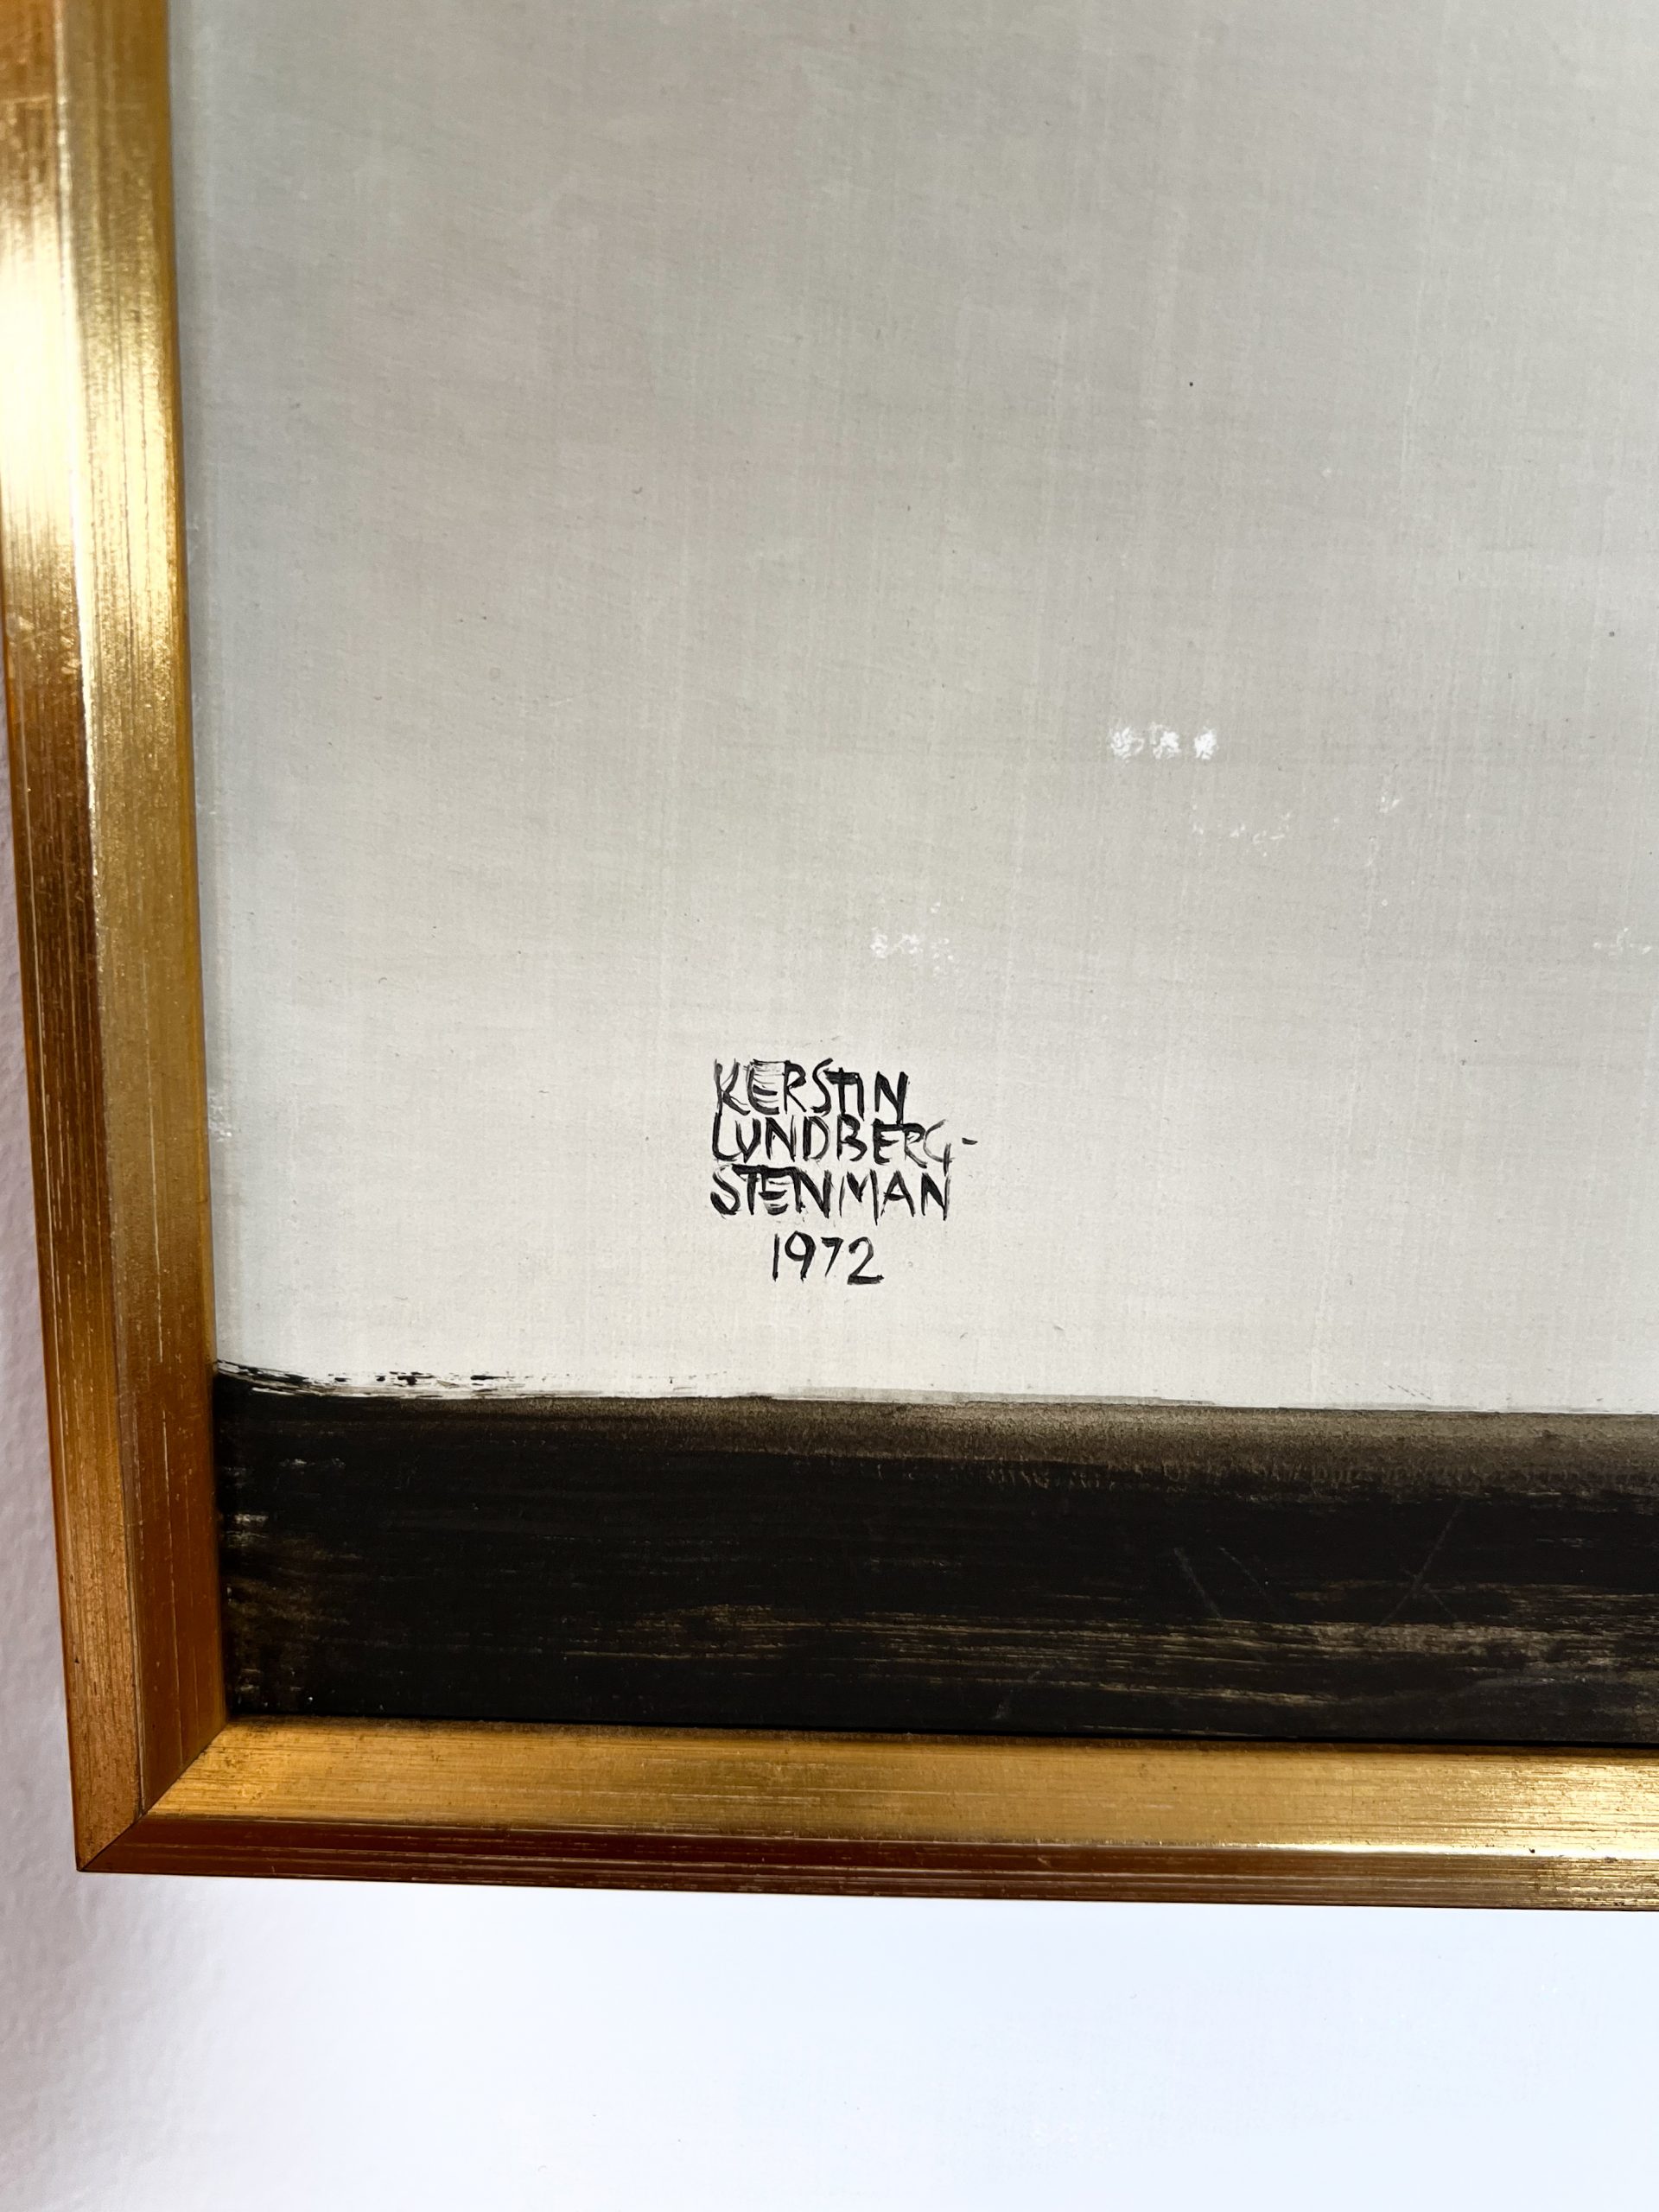 KERSTIN
LUNDBERG-
STENMAN
1972